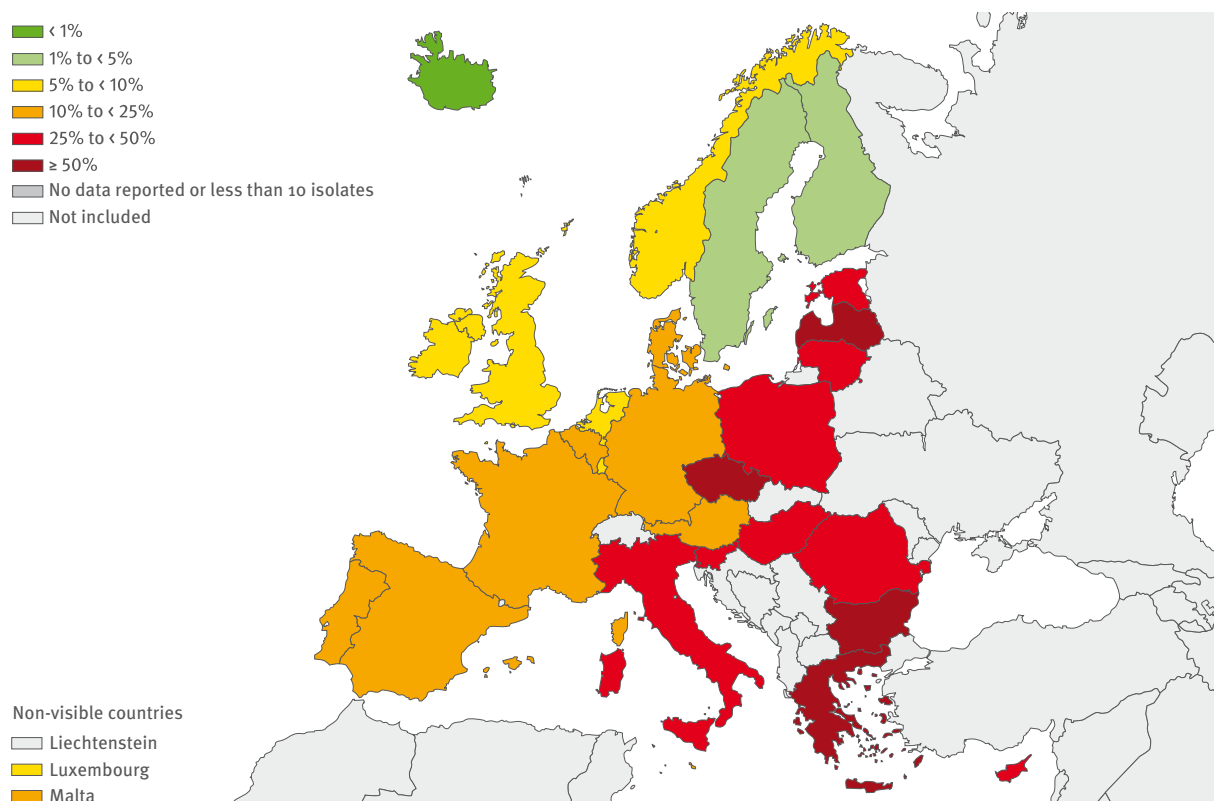 < 1%
1% to < 5%
5% to < 10%
10% to < 25%
25% to < 50%
≥ 50%
No data reported or less than 10 isolates
Not included
Non-visible countries
Liechtenstein
Luxembourg
Malta